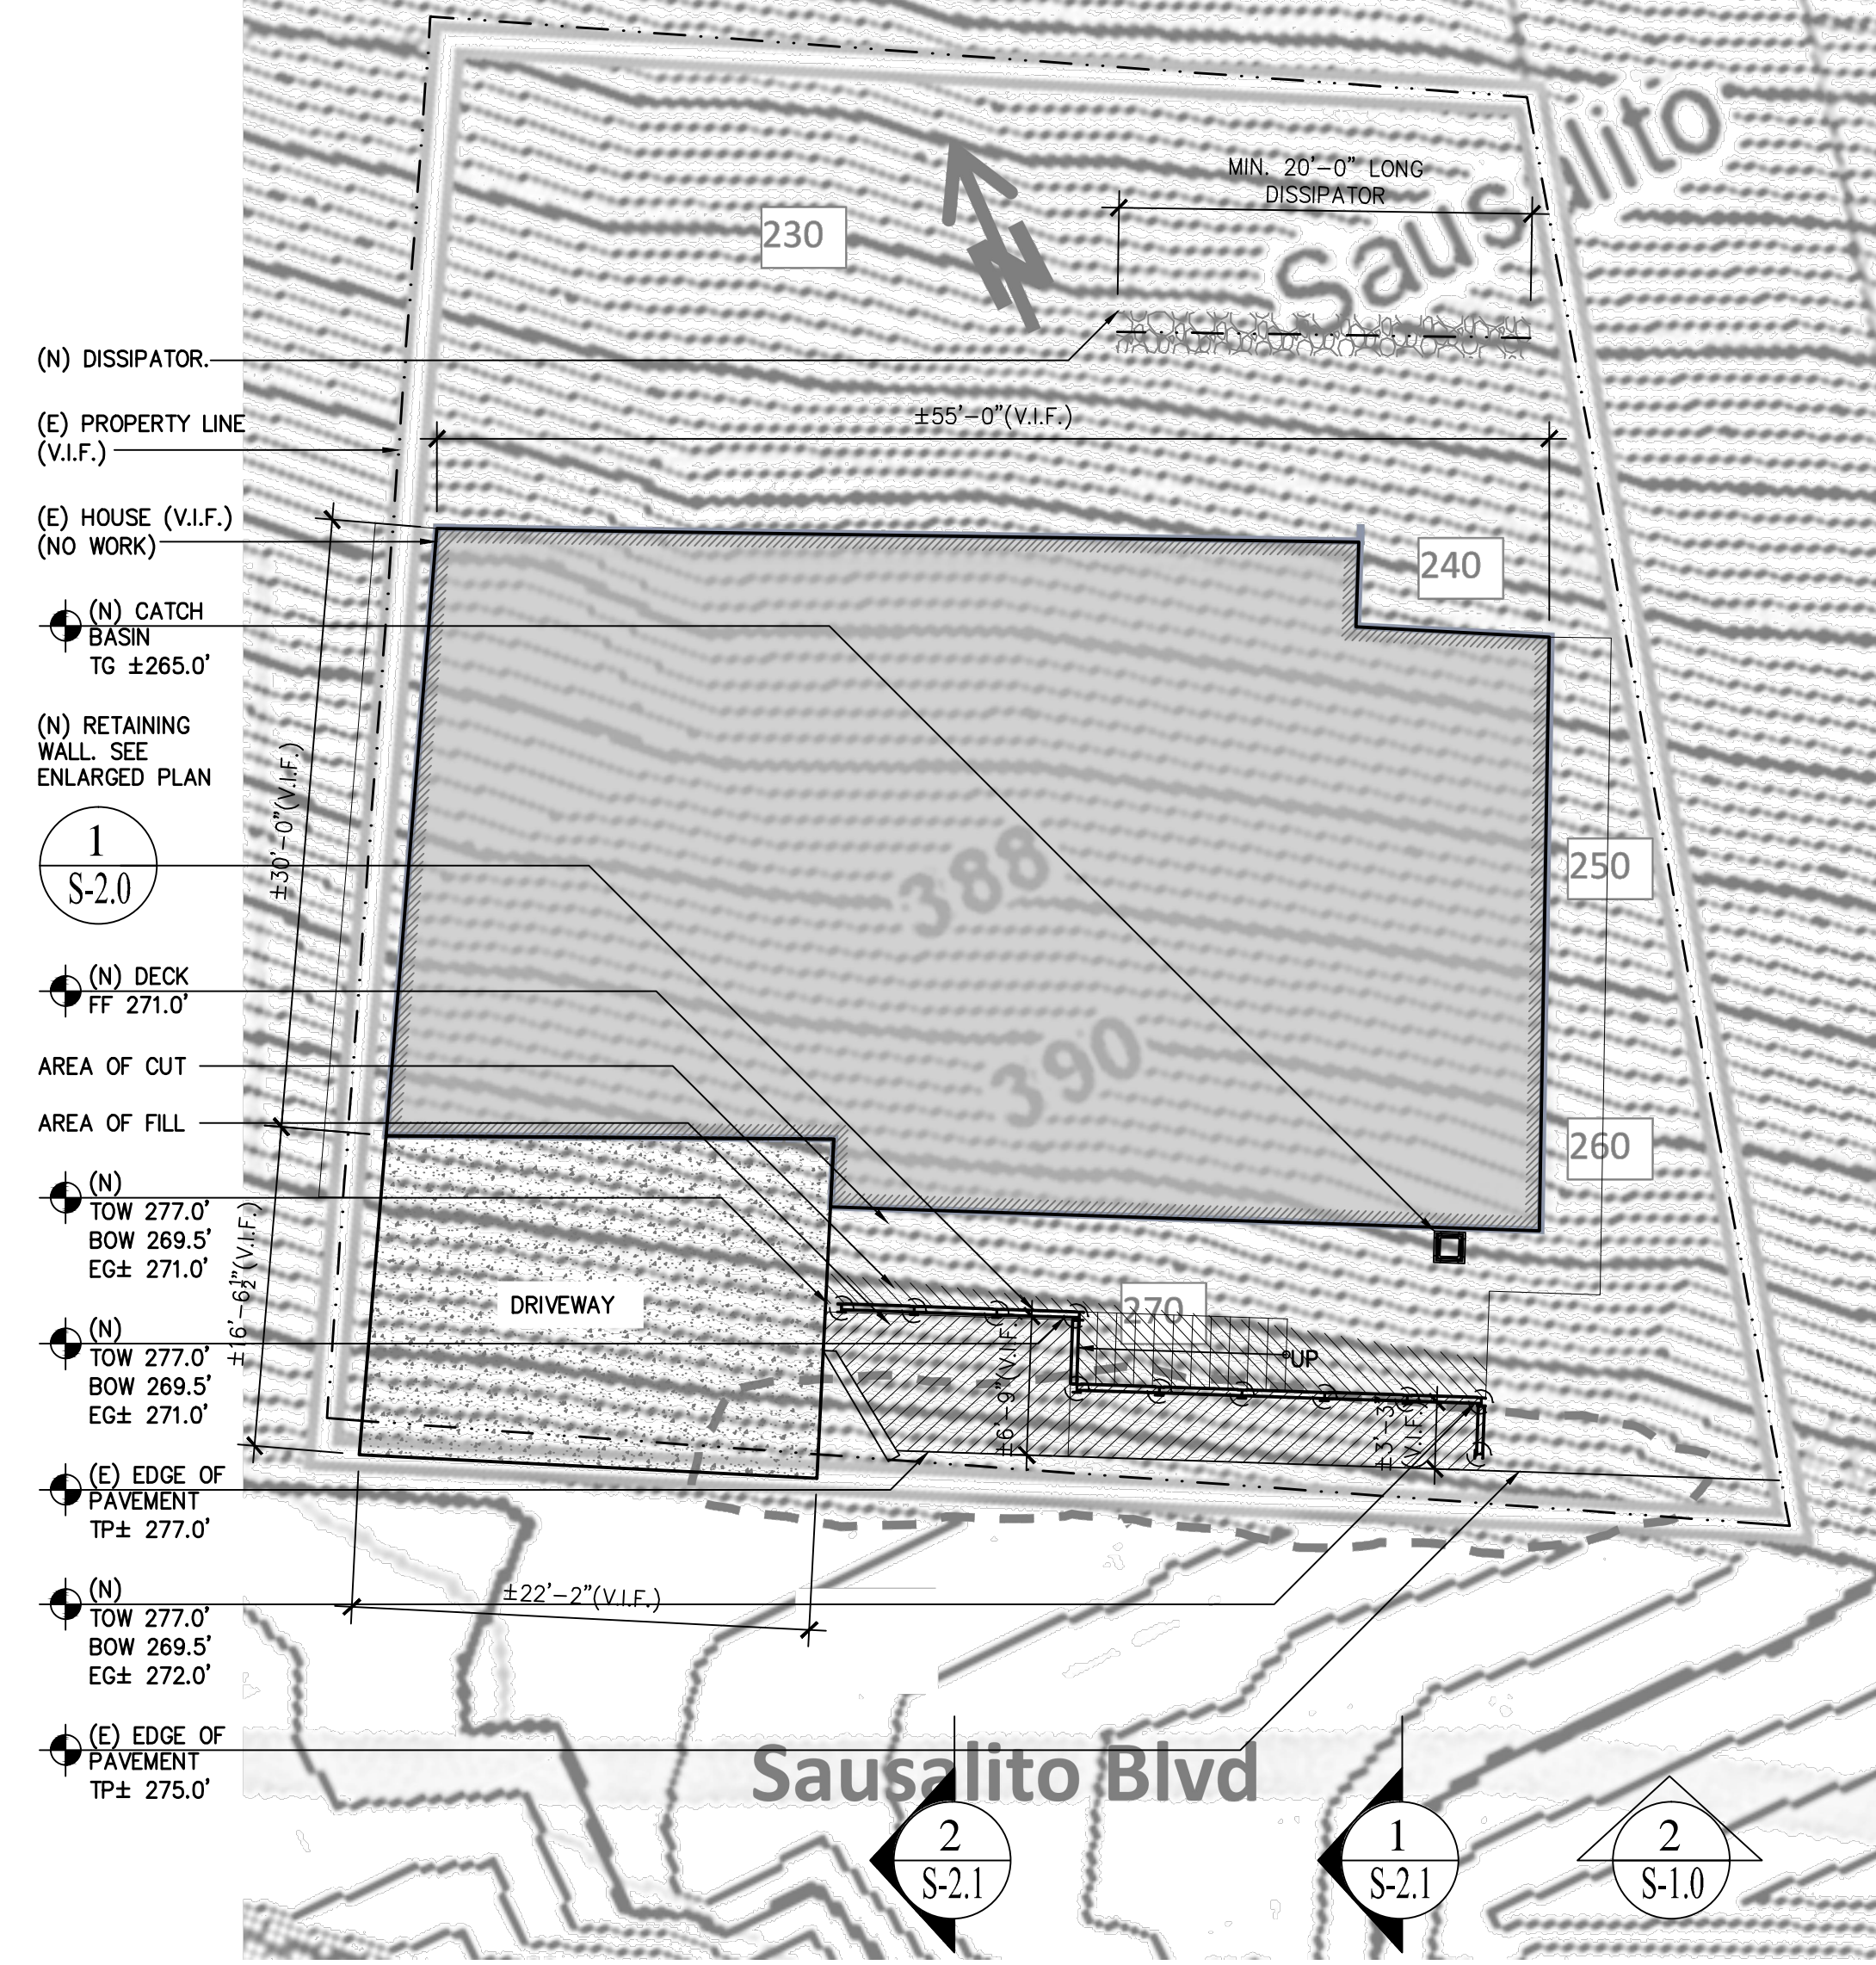 Sausalito
MIN. 20'-0" LONG
DISSIPATOR
230
N
(N) DISSIPATOR.
±55'-0"(V.I.F.)
(E) PROPERTY LINE
(V.I.F.)
(E) HOUSE (V.I.F.)
(NO WORK)
240
(N) CATCH
BASIN
TG ±265.0'
(N) RETAINING
WALL. SEE
ENLARGED PLAN
1
S-2.0
±30'-0"(V.I.F.)
388
250
(N) DECK
FF 271.0'
390
AREA OF CUT
AREA OF FILL
260
(N)
TOW 277.0'
BOW 269.5'
EG± 271.0'
±16'-6½"(V.I.F.)
DRIVEWAY
270
UP
±6'-9"(V.I.F.)
±3'-3"
(V.I.F.)
(N)
TOW 277.0'
BOW 269.5'
EG± 271.0'
(E) EDGE OF
PAVEMENT
TP± 277.0'
±22'-2"(V.I.F.)
(N)
TOW 277.0'
BOW 269.5'
EG± 272.0'
(E) EDGE OF
PAVEMENT
TP± 275.0'
Sausalito Blvd
2
S-2.1
1
S-2.1
2
S-1.0